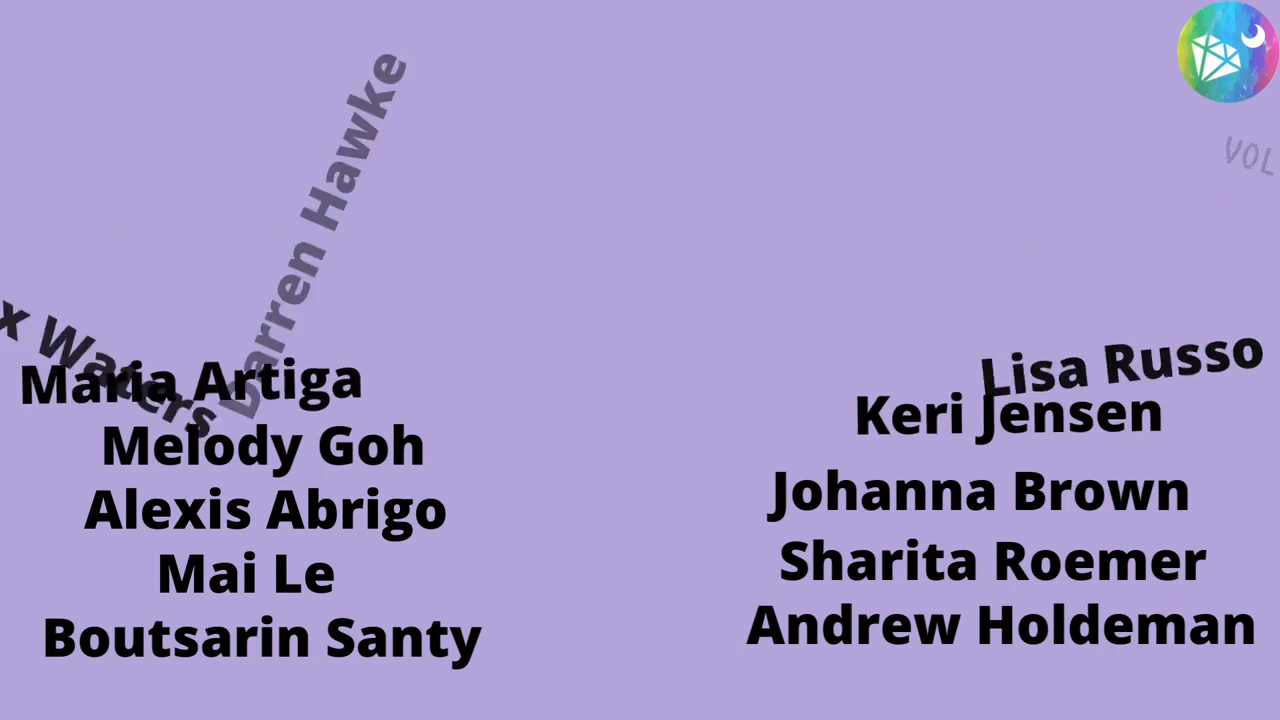 VOL
Darren Hawke
x Waters
Maria Artiga
Melody Goh
Alexis Abrigo
Mai Le
Boutsarin Santy
Lisa Russo
Keri Jensen
Johanna Brown
Sharita Roemer
Andrew Holdeman